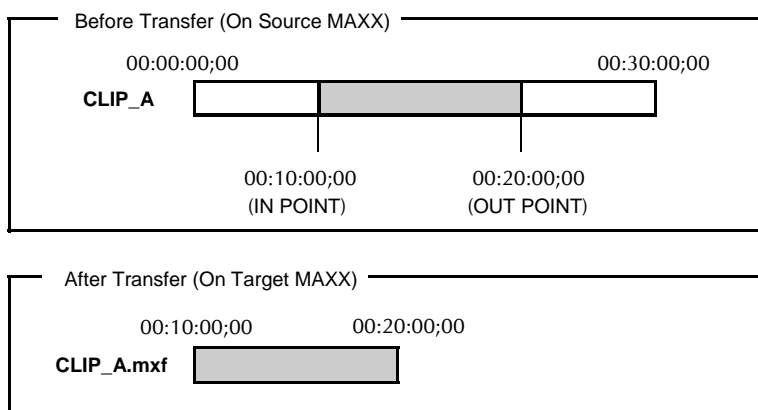 Before Transfer (On Source MAXX)
00:00:00;00 00:30:00;00
CLIP_A
00:10:00;00 00:20:00;00
(IN POINT) (OUT POINT)
After Transfer (On Target MAXX)
00:10:00;00 00:20:00;00
CLIP_A.mxf